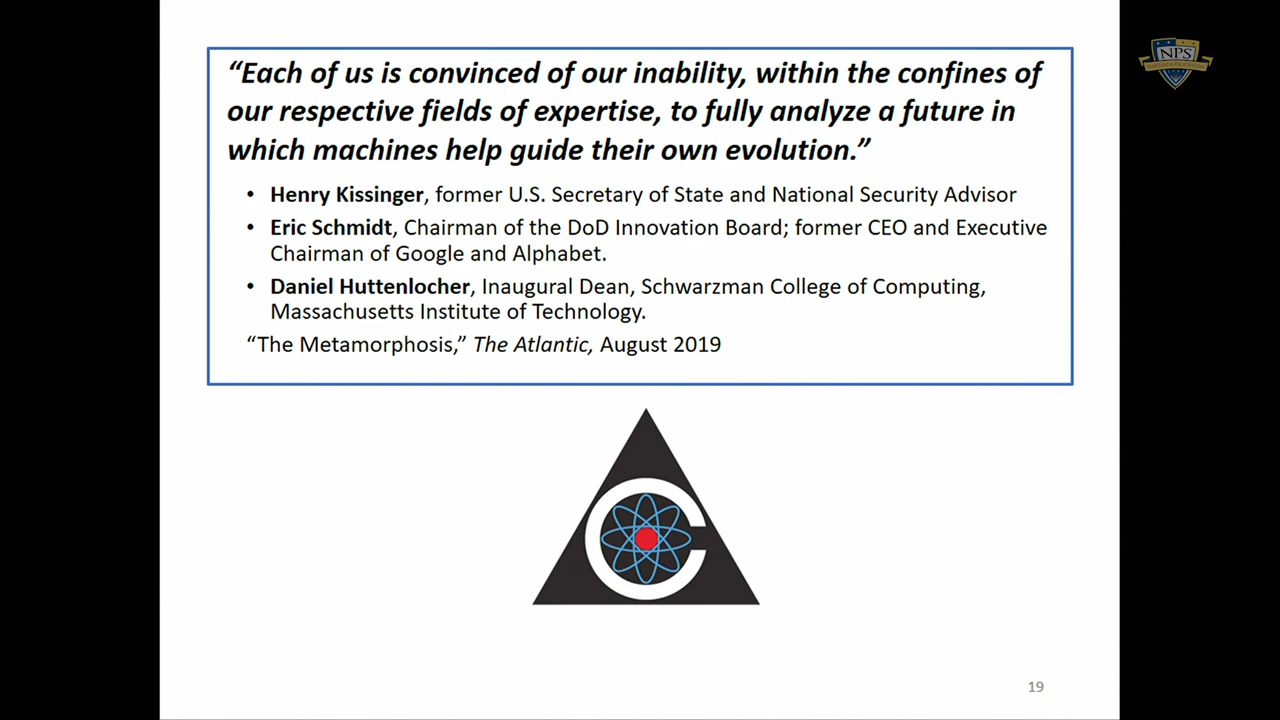 “Each of us is convinced of our inability, within the confines of
our respective fields of expertise, to fully analyze a future in
which machines help guide their own evolution.”
• Henry Kissinger, former U.S. Secretary of State and National Security Advisor
• Eric Schmidt, Chairman of the DoD Innovation Board; former CEO and Executive
Chairman of Google and Alphabet.
• Daniel Huttenlocher, Inaugural Dean, Schwarzman College of Computing,
Massachusetts Institute of Technology.
“The Metamorphosis,” The Atlantic, August 2019
C
19
NPS